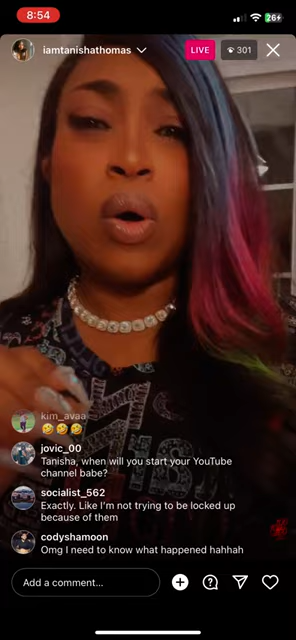 8:54
26
iamtanishathomas
LIVE
301
kim_avaa
🤣🤣🤣
jovic_00
Tanisha, when will you start your YouTube
channel babe?
socialist_562
Exactly. Like I'm not trying to be locked up
because of them
codyshamoon
Omg I need to know what happened hahhah
Add a comment...